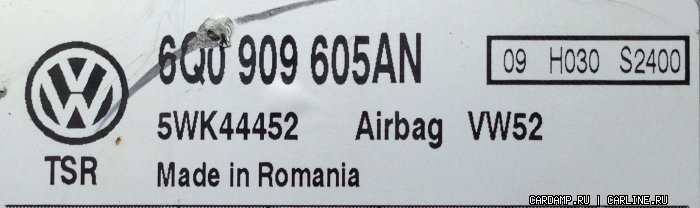 6Q0 909 605AN
09 H030 S2400
5WK44452 Airbag VW52
TSR Made in Romania
CARDAMP.RU | CARLINE.RU